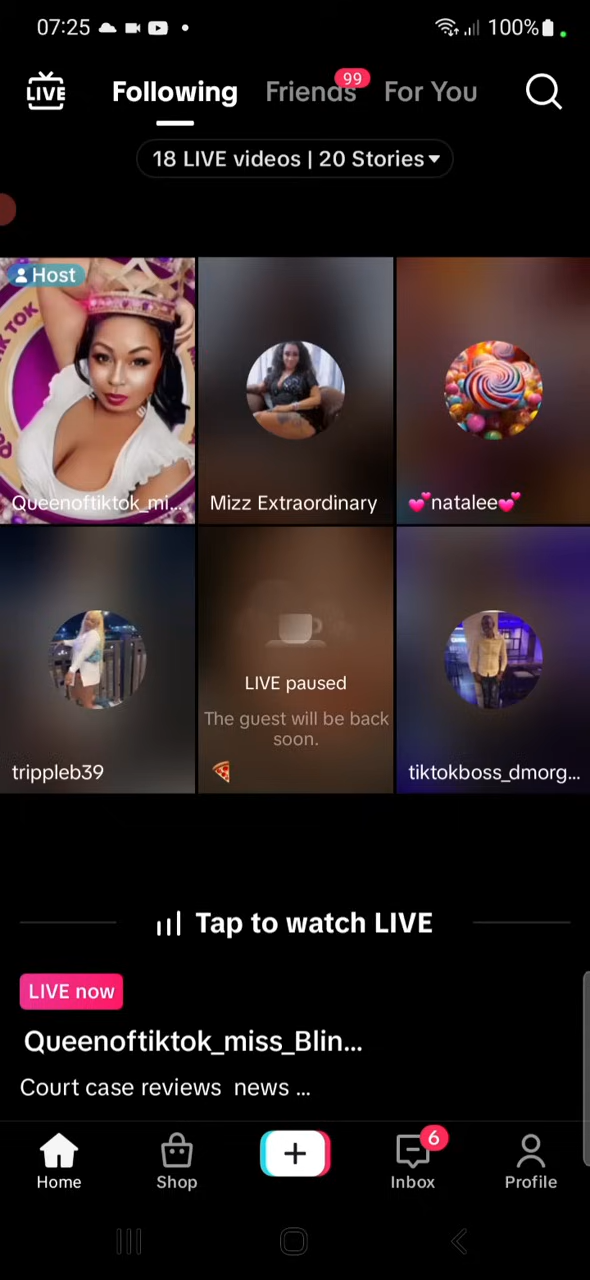 07:25
100%
LIVE
Following
Friends
99
For You
18 LIVE videos | 20 Stories
Host
TIK TOK
Queenoftiktok_mi...
Mizz Extraordinary
💕natalee💕
trippleb39
LIVE paused
The guest will be back
soon.
🍕
tiktokboss_dmorg...
Tap to watch LIVE
LIVE now
Queenoftiktok_miss_Blin...
Court case reviews news ...
Home
Shop
6
Inbox
Profile